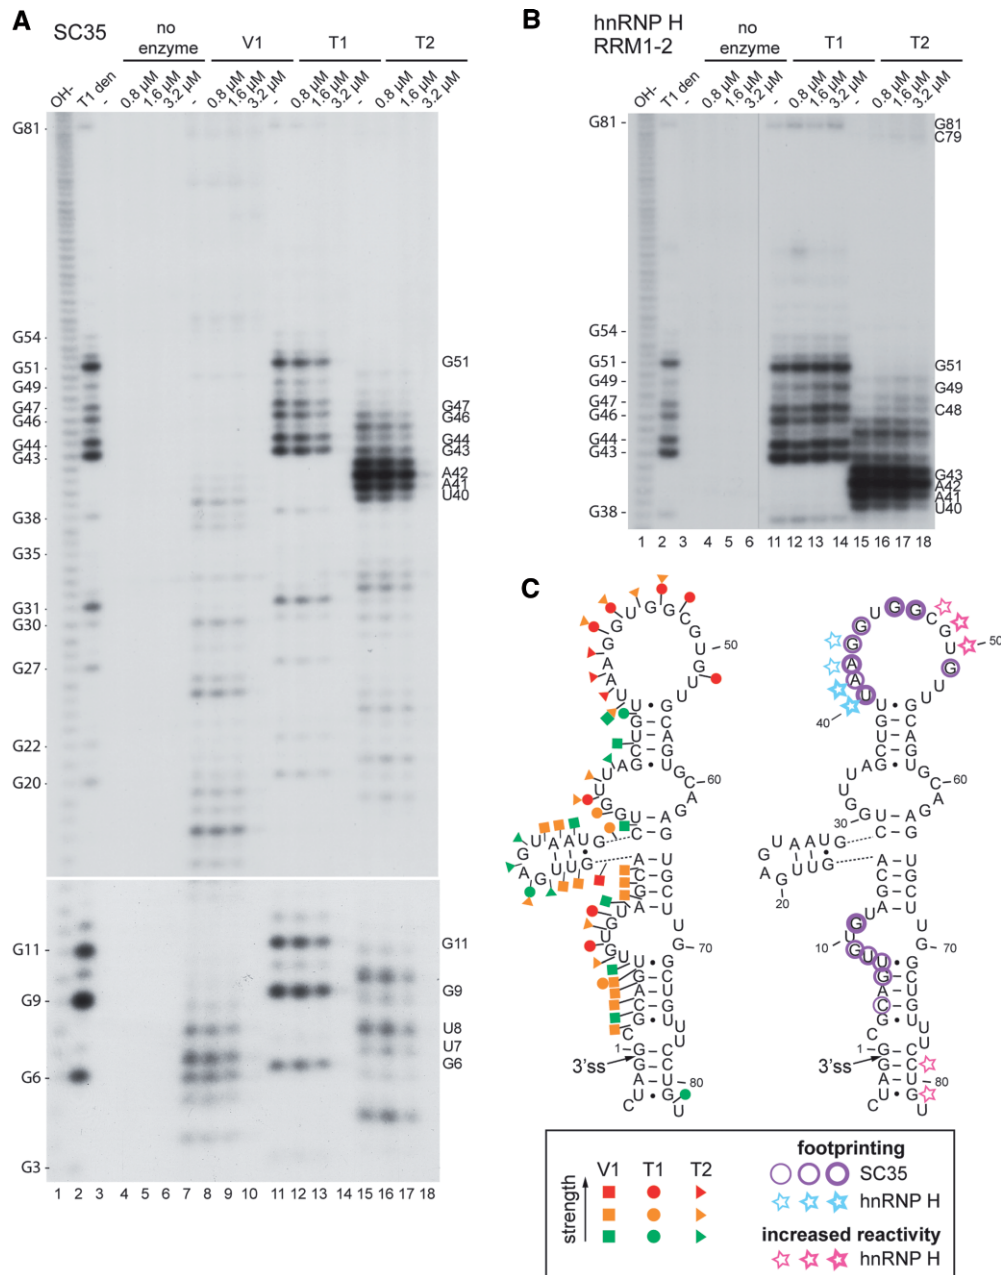 A
SC35
no enzyme
V1
T1
T2
OH-
T1 den
-
0.8 µM
1.6 µM
3.2 µM
-
0.8 µM
1.6 µM
3.2 µM
-
0.8 µM
1.6 µM
3.2 µM
-
0.8 µM
1.6 µM
3.2 µM
G81
G54
G51
G49
G47
G46
G44
G43
G38
G35
G31
G30
G27
G22
G20
G51
G47
G46
G44
G43
A42
A41
U40
G11
G9
G6
G3
G11
G9
U8
U7
G6
1 2 3 4 5 6 7 8 9 10 11 12 13 14 15 16 17 18
B
hnRNP H
RRM1-2
no enzyme
T1
T2
OH-
T1 den
-
0.8 µM
1.6 µM
3.2 µM
-
0.8 µM
1.6 µM
3.2 µM
-
0.8 µM
1.6 µM
3.2 µM
G81
G54
G51
G49
G47
G46
G44
G43
G38
G81
C79
G51
G49
C48
G43
A42
A41
U40
1 2 3 4 5 6 11 12 13 14 15 16 17 18
C
50
60
70
80
1
3'ss
50
40
60
30
20
10
70
1
80
3'ss
strength
V1 T1 T2
footprinting
SC35
hnRNP H
increased reactivity
hnRNP H